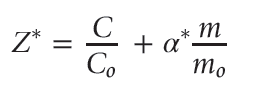 Z* = C/C_o + α* m/m_o